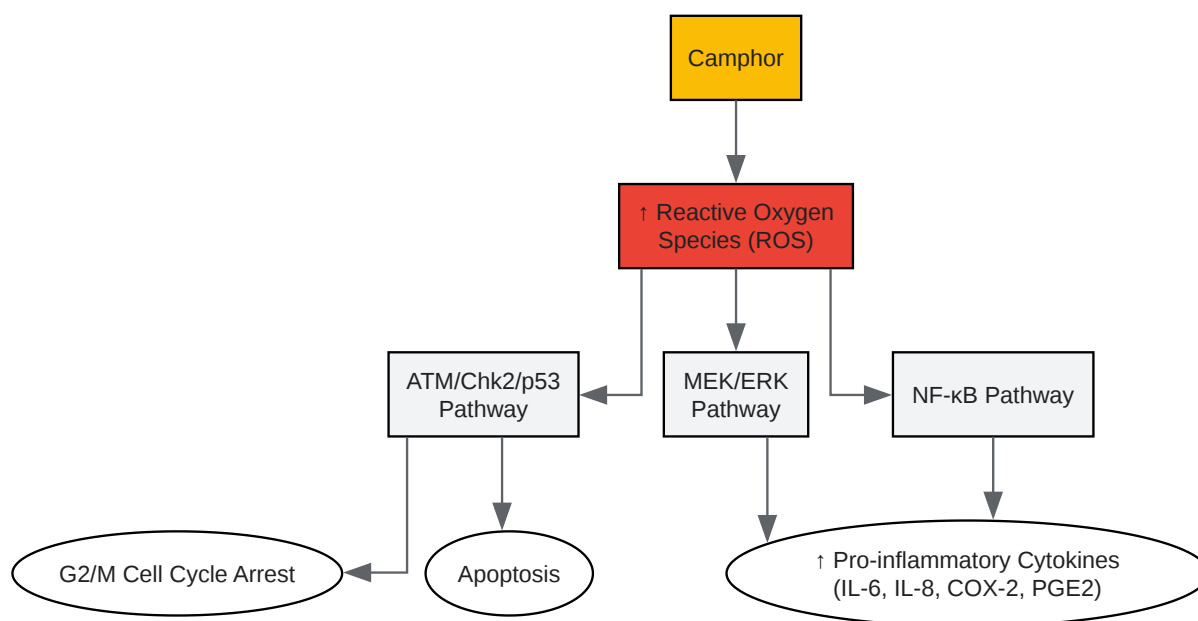 Camphor
↑ Reactive Oxygen
Species (ROS)
ATM/Chk2/p53
Pathway
MEK/ERK
Pathway
NF-κB Pathway
G2/M Cell Cycle Arrest
Apoptosis
↑ Pro-inflammatory Cytokines
(IL-6, IL-8, COX-2, PGE2)